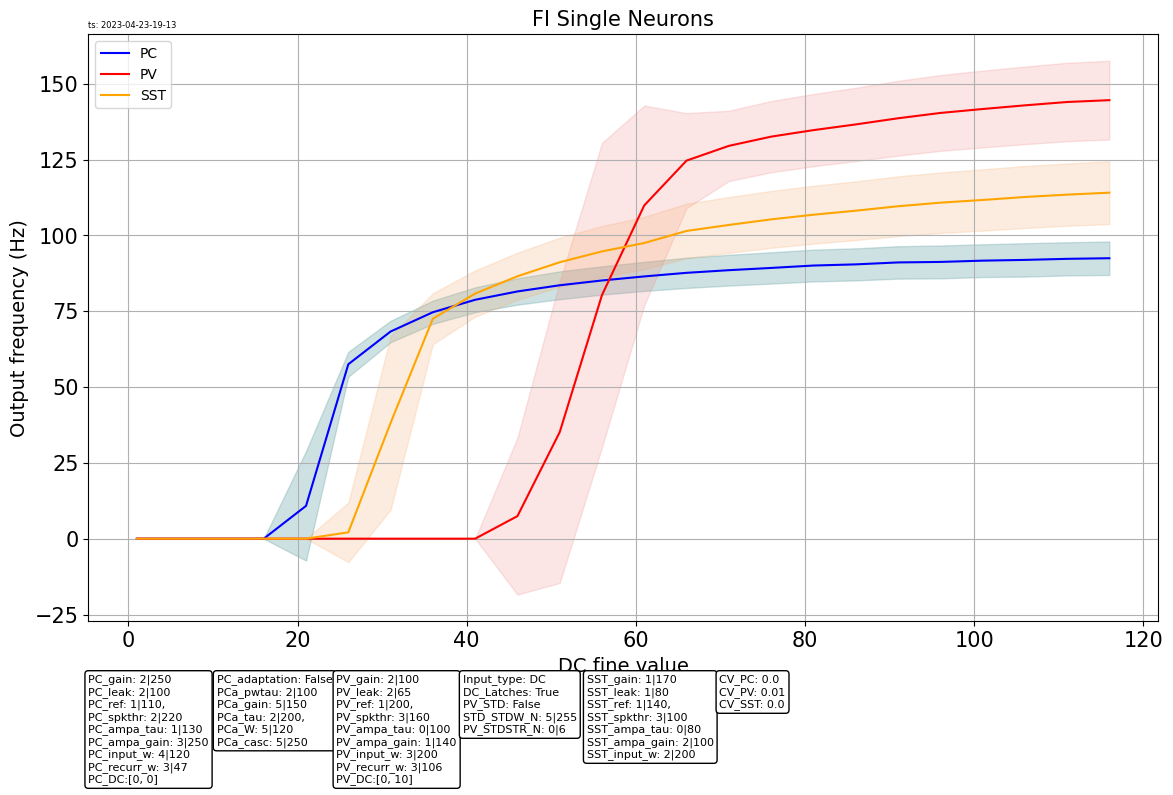 FI Single Neurons
ts: 2023-04-23-19-13
PC
PV
SST
150
125
100
75
50
25
0
−25
Output frequency (Hz)
0
20
40
60
80
100
120
DC fine value
PC_gain: 2|250
PC_leak: 2|100
PC_ref: 1|110,
PC_spkthr: 2|220
PC_ampa_tau: 1|130
PC_ampa_gain: 3|250
PC_input_w: 4|120
PC_recurr_w: 3|47
PC_DC:[0, 0]
PC_adaptation: False
PCa_pwtau: 2|100
PCa_gain: 5|150
PCa_tau: 2|200,
PCa_W: 5|120
PCa_casc: 5|250
PV_gain: 2|100
PV_leak: 2|65
PV_ref: 1|200,
PV_spkthr: 3|160
PV_ampa_tau: 0|100
PV_ampa_gain: 1|140
PV_input_w: 3|200
PV_recurr_w: 3|106
PV_DC:[0, 10]
Input_type: DC
DC_Latches: True
PV_STD: False
STD_STDW_N: 5|255
PV_STDSTR_N: 0|6
SST_gain: 1|170
SST_leak: 1|80
SST_ref: 1|140,
SST_spkthr: 3|100
SST_ampa_tau: 0|80
SST_ampa_gain: 2|100
SST_input_w: 2|200
CV_PC: 0.0
CV_PV: 0.01
CV_SST: 0.0